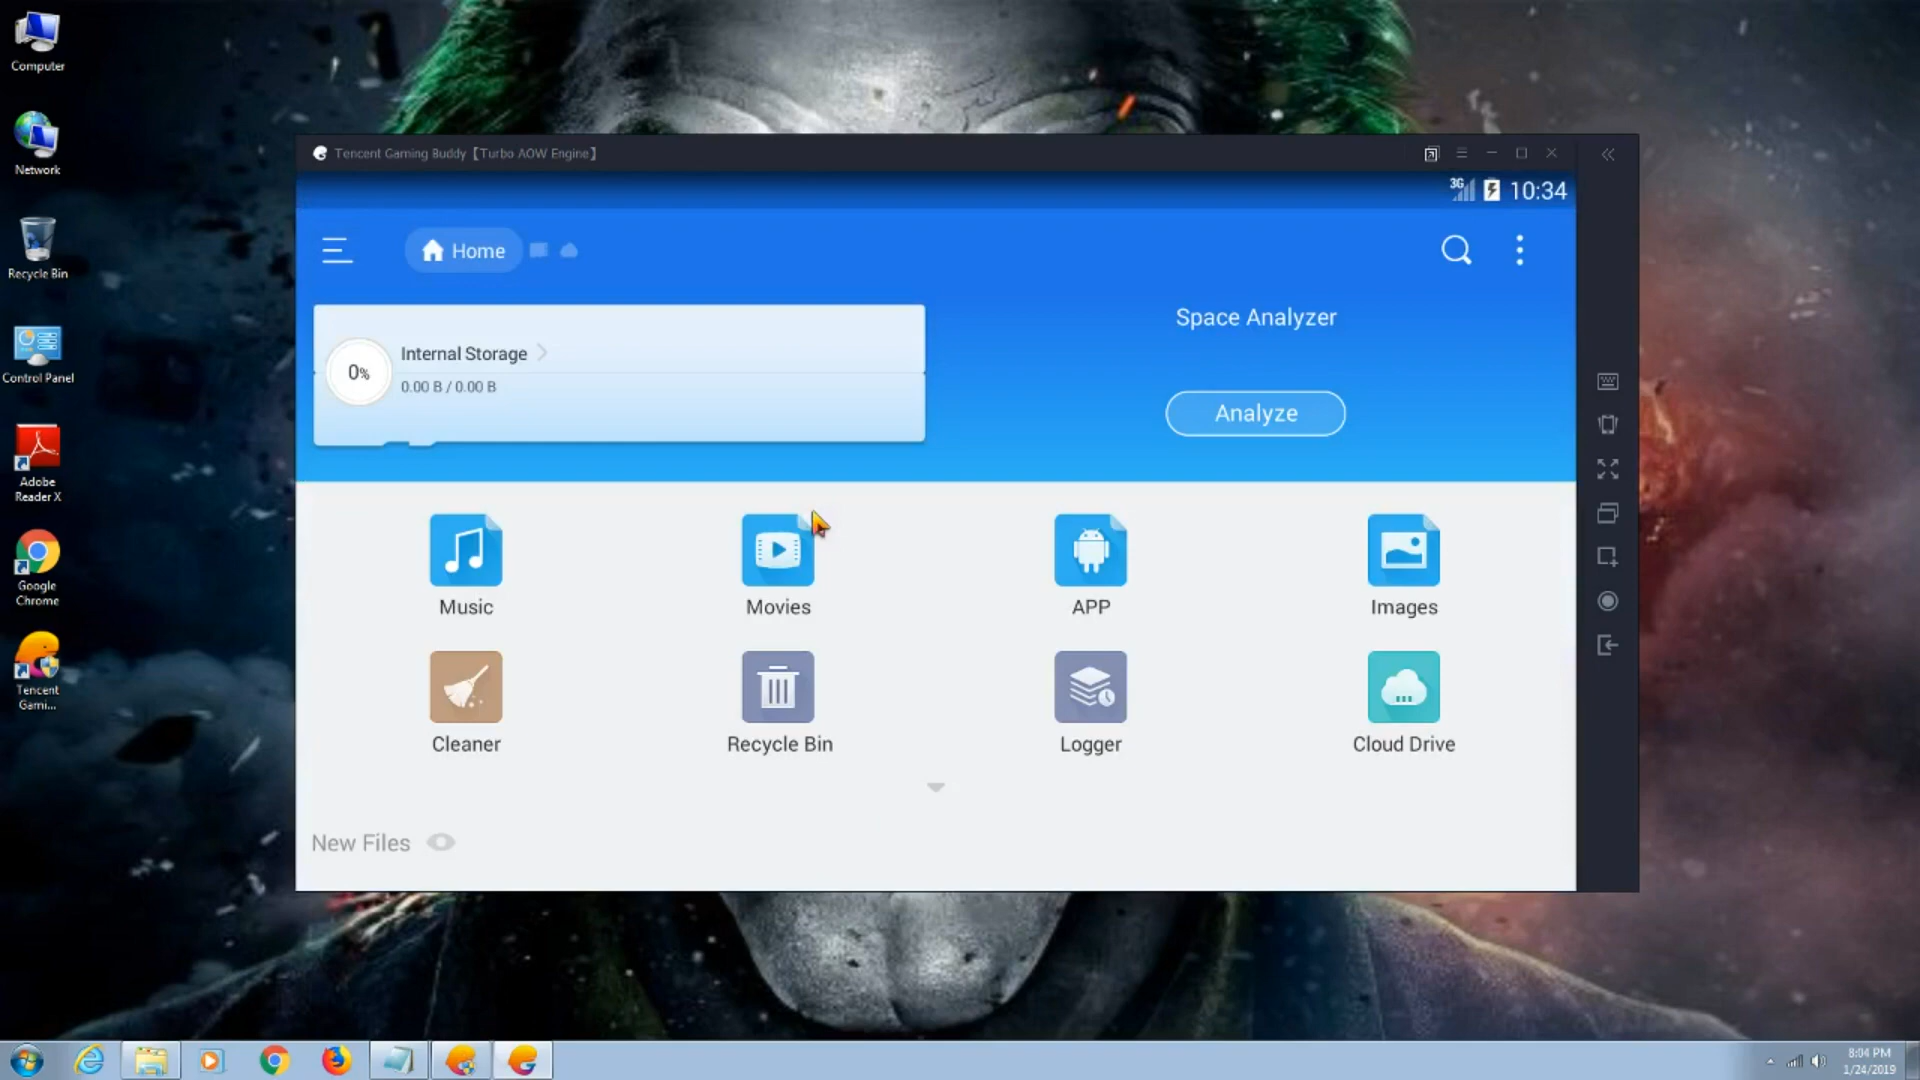 Computer
Network
Recycle Bin
Control Panel
Adobe
Reader X
Google
Chrome
Tencent
Gami...
Tencent Gaming Buddy【Turbo AOW Engine】
3G
10:34
Home
Internal Storage
0%
0.00 B / 0.00 B
Space Analyzer
Analyze
Music
Movies
APP
Images
Cleaner
Recycle Bin
Logger
Cloud Drive
New Files
8:04 PM
1/24/2019